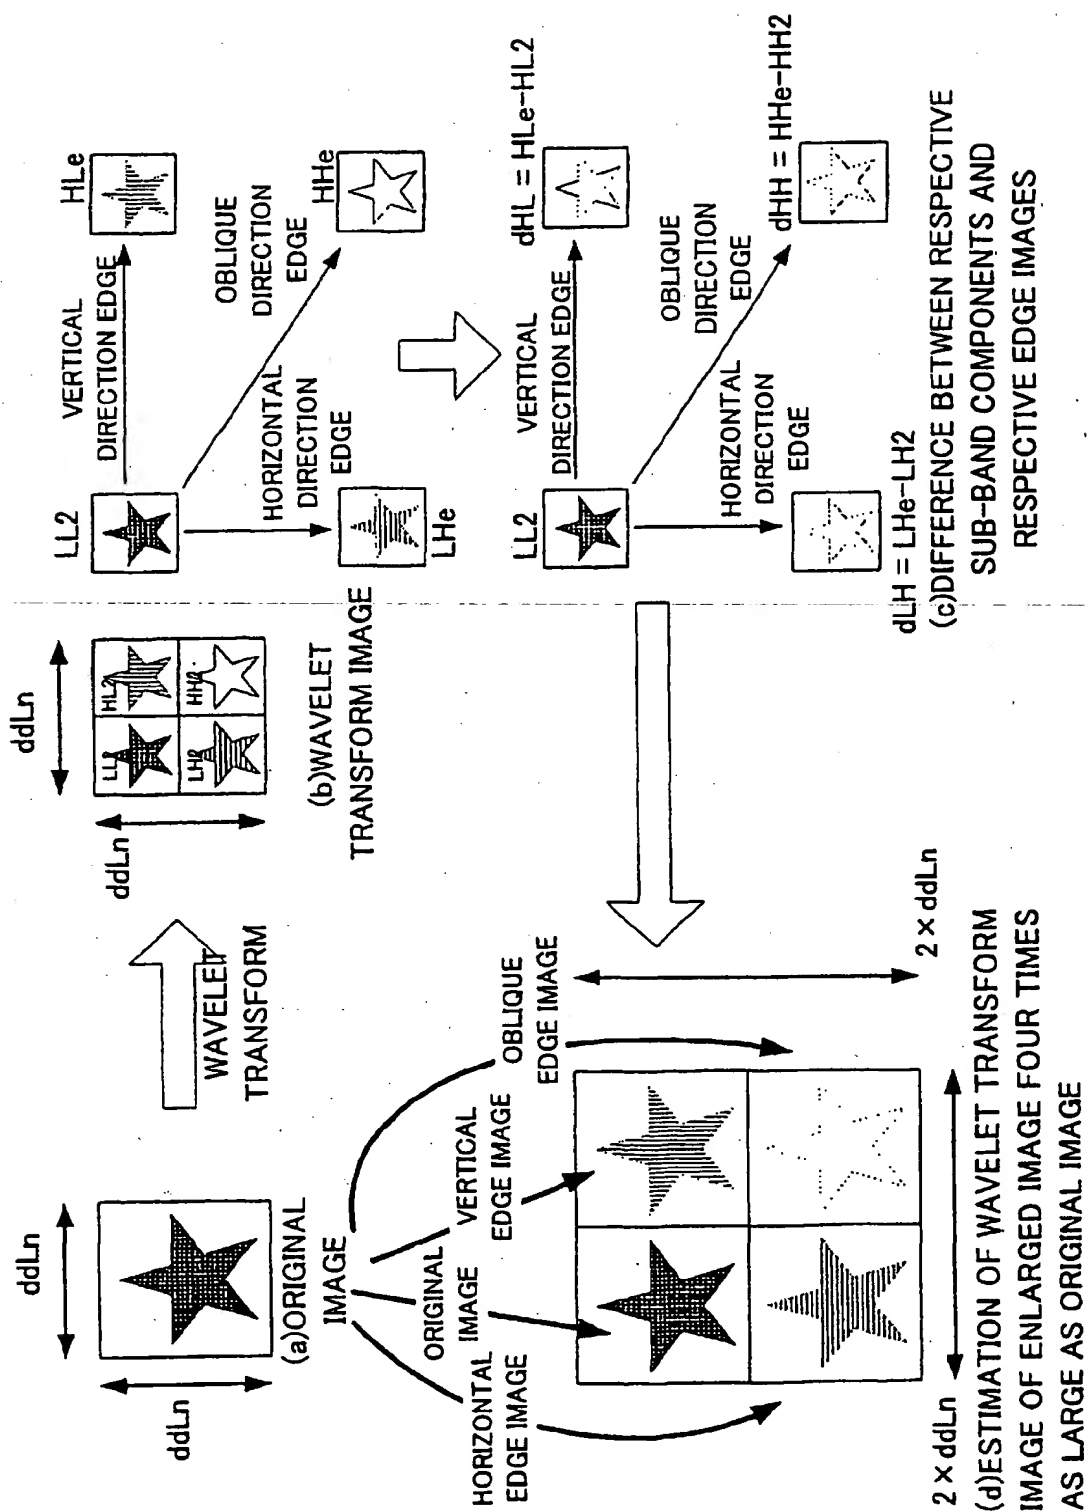 ddLn
ddLn
(a)ORIGINAL
IMAGE
WAVELET
TRANSFORM
ddLn
ddLn
LL2
HL2
LH2
HH2
(b)WAVELET
TRANSFORM IMAGE
LL2
VERTICAL
DIRECTION EDGE
HLe
OBLIQUE
DIRECTION
EDGE
HHe
HORIZONTAL
DIRECTION
EDGE
LHe
LL2
VERTICAL
DIRECTION EDGE
dHL = HLe-HL2
OBLIQUE
DIRECTION
EDGE
dHH = HHe-HH2
HORIZONTAL
DIRECTION
EDGE
dLH = LHe-LH2
(c)DIFFERENCE BETWEEN RESPECTIVE
SUB-BAND COMPONENTS AND
RESPECTIVE EDGE IMAGES
HORIZONTAL
EDGE IMAGE
ORIGINAL
IMAGE
VERTICAL
EDGE IMAGE
OBLIQUE
EDGE IMAGE
2 × ddLn
2 × ddLn
(d)ESTIMATION OF WAVELET TRANSFORM
IMAGE OF ENLARGED IMAGE FOUR TIMES
AS LARGE AS ORIGINAL IMAGE